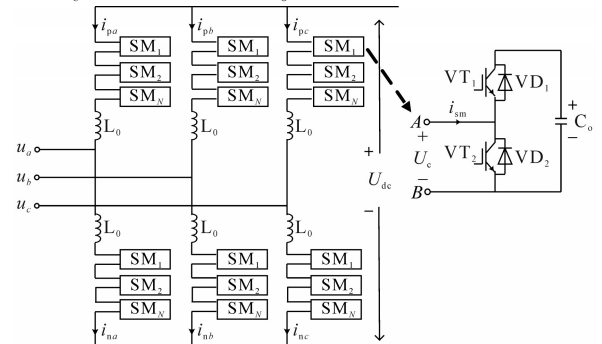 i_pa i_pb i_pc
SM_1 SM_1 SM_1
SM_2 SM_2 SM_2
SM_N SM_N SM_N
L_0 L_0 L_0
u_a
u_b
u_c
L_0 L_0 L_0
SM_1 SM_1 SM_1
SM_2 SM_2 SM_2
SM_N SM_N SM_N
i_na i_nb i_nc
+
U_dc
−
VT_1 VD_1
A i_sm
+
U_c
−
B
VT_2 VD_2
+
C_o
−